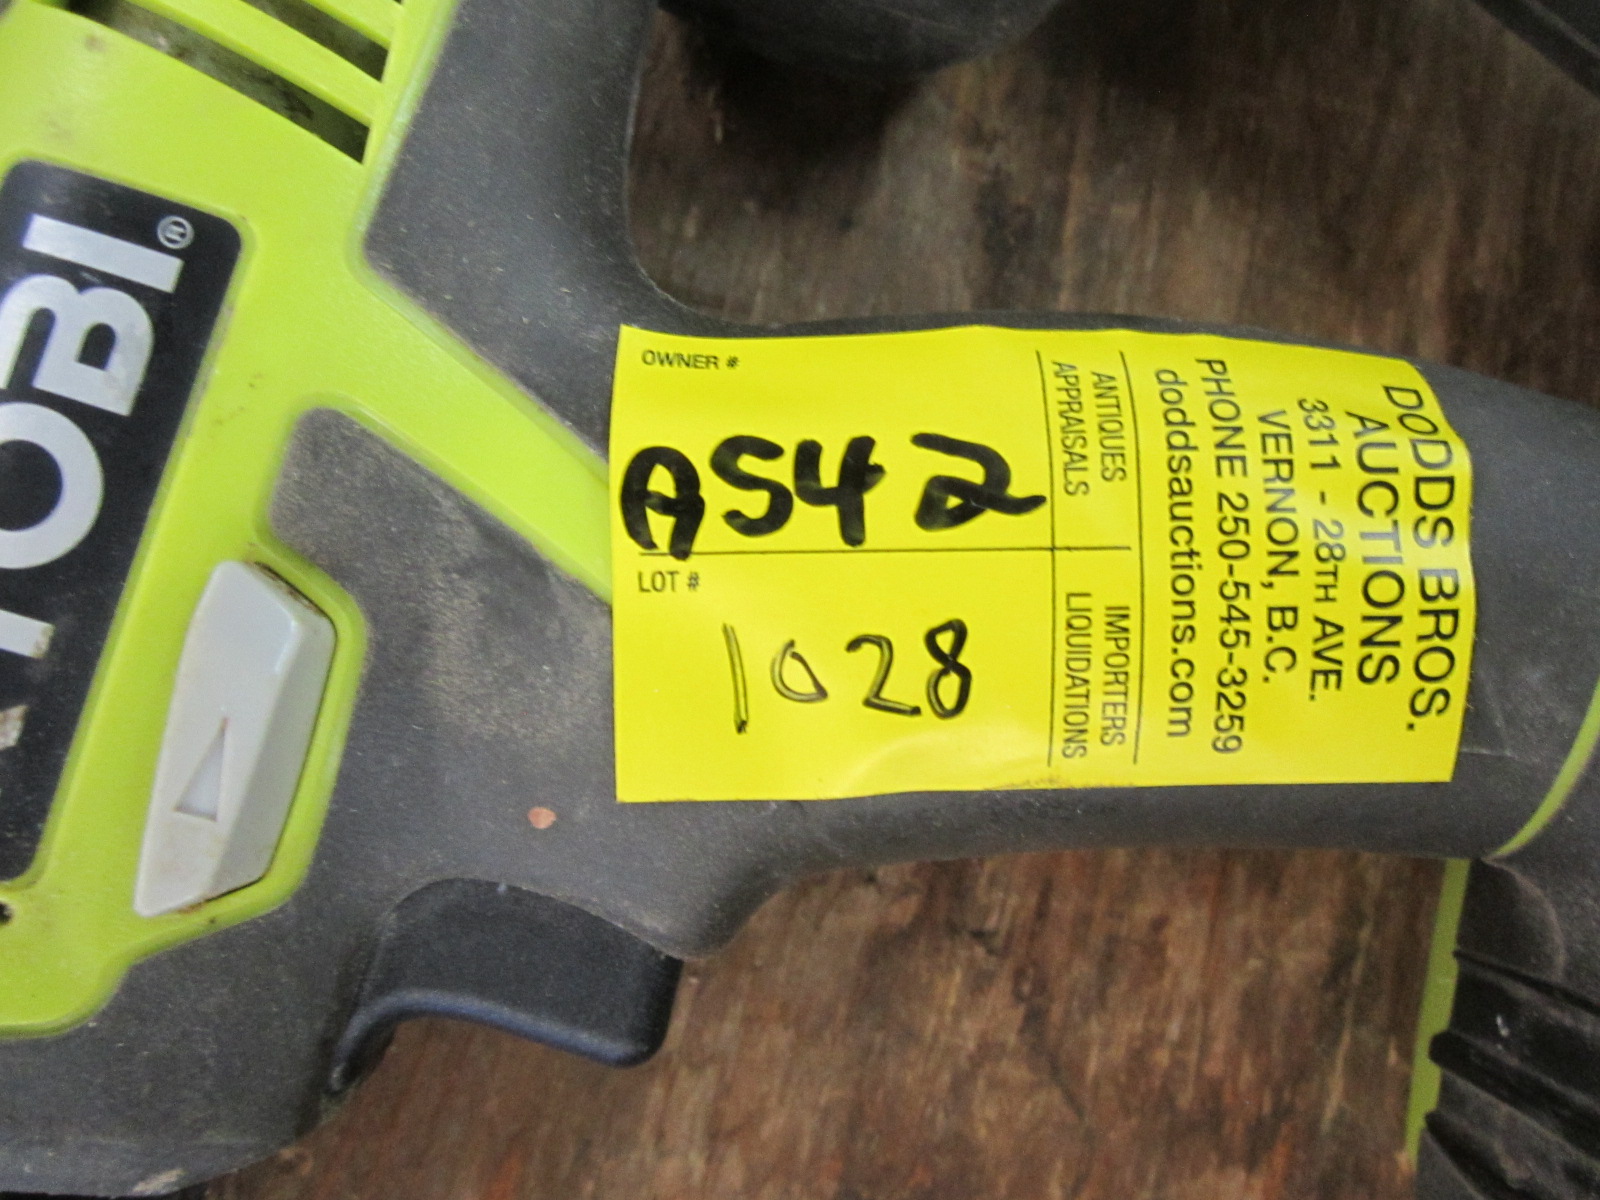 OBI®
DODDS BROS.
AUCTIONS
3311 - 28TH AVE.
VERNON, B.C.
PHONE 250-545-3259
doddsauctions.com
ANTIQUES
APPRAISALS
IMPORTERS
LIQUIDATIONS
OWNER #
A542
LOT #
1028